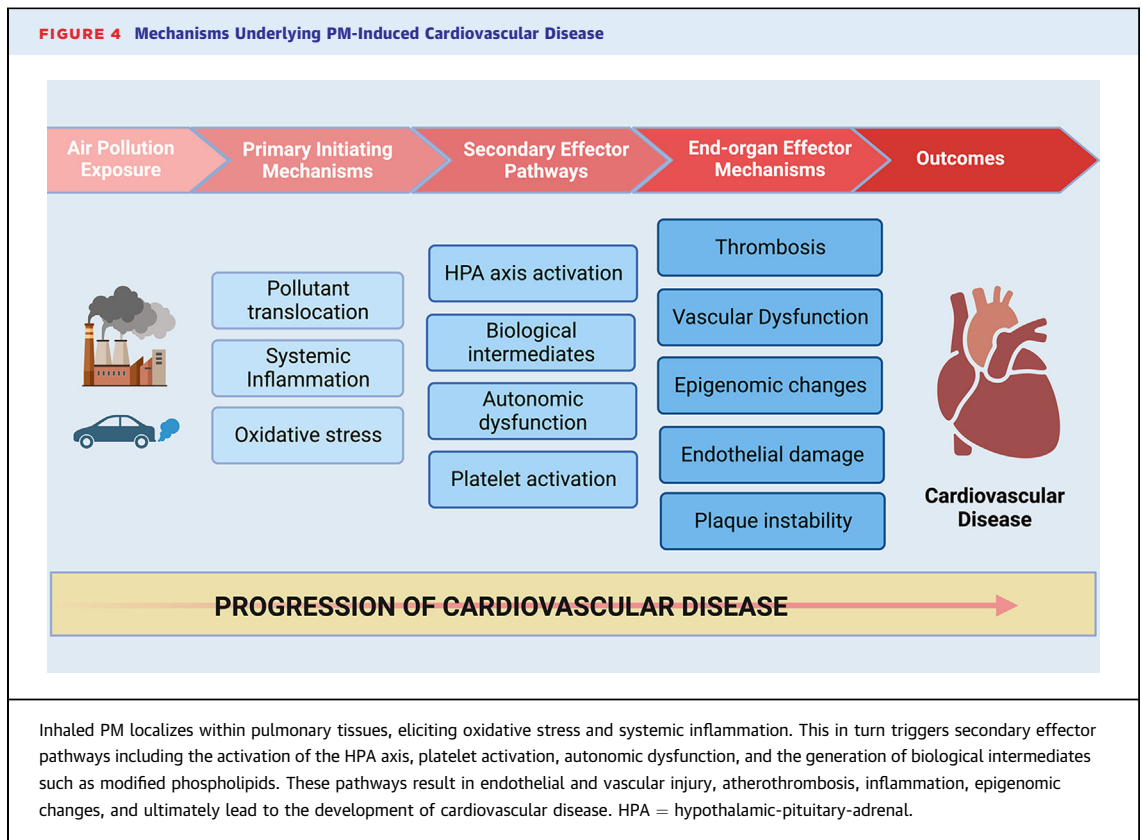 FIGURE 4 Mechanisms Underlying PM-Induced Cardiovascular Disease
Air Pollution
Exposure
Primary Initiating
Mechanisms
Secondary Effector
Pathways
End-organ Effector
Mechanisms
Outcomes
Pollutant
translocation
Systemic
Inflammation
Oxidative stress
HPA axis activation
Biological
intermediates
Autonomic
dysfunction
Platelet activation
Thrombosis
Vascular Dysfunction
Epigenomic changes
Endothelial damage
Plaque instability
Cardiovascular
Disease
PROGRESSION OF CARDIOVASCULAR DISEASE
Inhaled PM localizes within pulmonary tissues, eliciting oxidative stress and systemic inflammation. This in turn triggers secondary effector
pathways including the activation of the HPA axis, platelet activation, autonomic dysfunction, and the generation of biological intermediates
such as modified phospholipids. These pathways result in endothelial and vascular injury, atherothrombosis, inflammation, epigenomic
changes, and ultimately lead to the development of cardiovascular disease. HPA = hypothalamic-pituitary-adrenal.